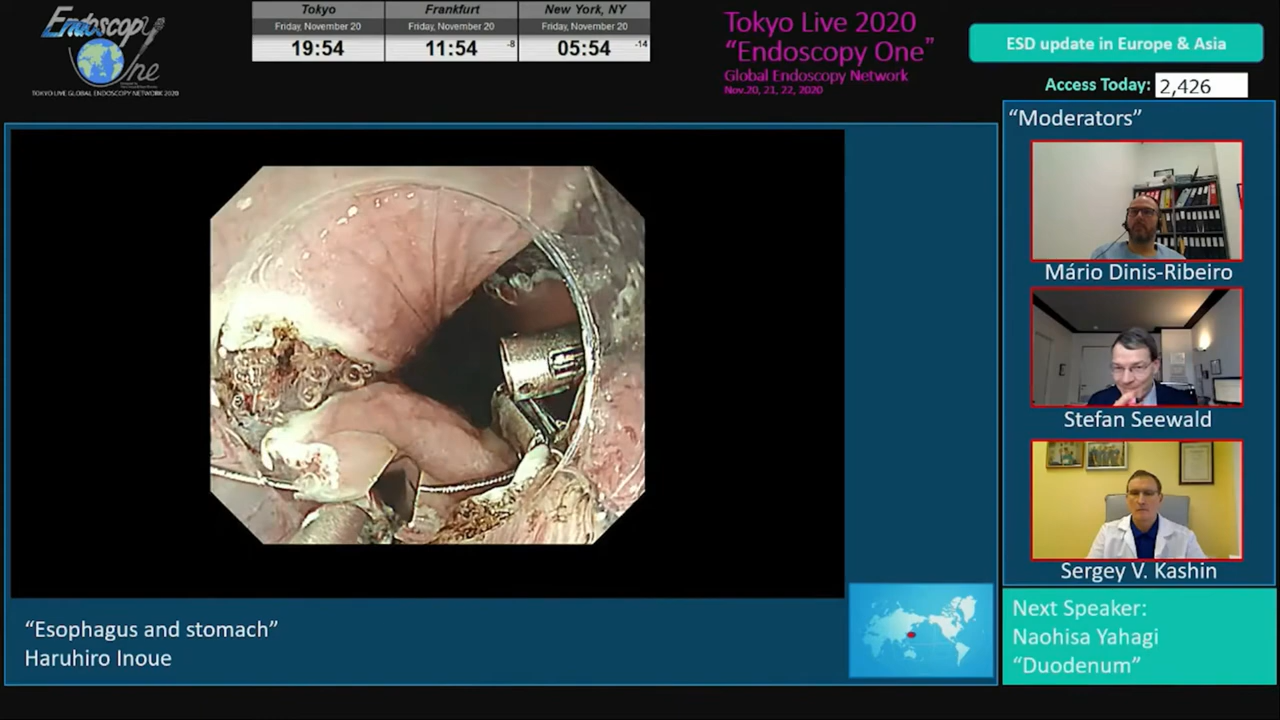 Endoscopy
One
TOKYO LIVE GLOBAL ENDOSCOPY NETWORK 2020
Tokyo
Friday, November 20
19:54
Frankfurt
Friday, November 20
11:54
-8
New York, NY
Friday, November 20
05:54
-14
Tokyo Live 2020
“Endoscopy One”
Global Endoscopy Network
Nov.20, 21, 22, 2020
ESD update in Europe & Asia
Access Today: 2,426
“Moderators”
Mário Dinis-Ribeiro
Stefan Seewald
Sergey V. Kashin
“Esophagus and stomach”
Haruhiro Inoue
Next Speaker:
Naohisa Yahagi
“Duodenum”